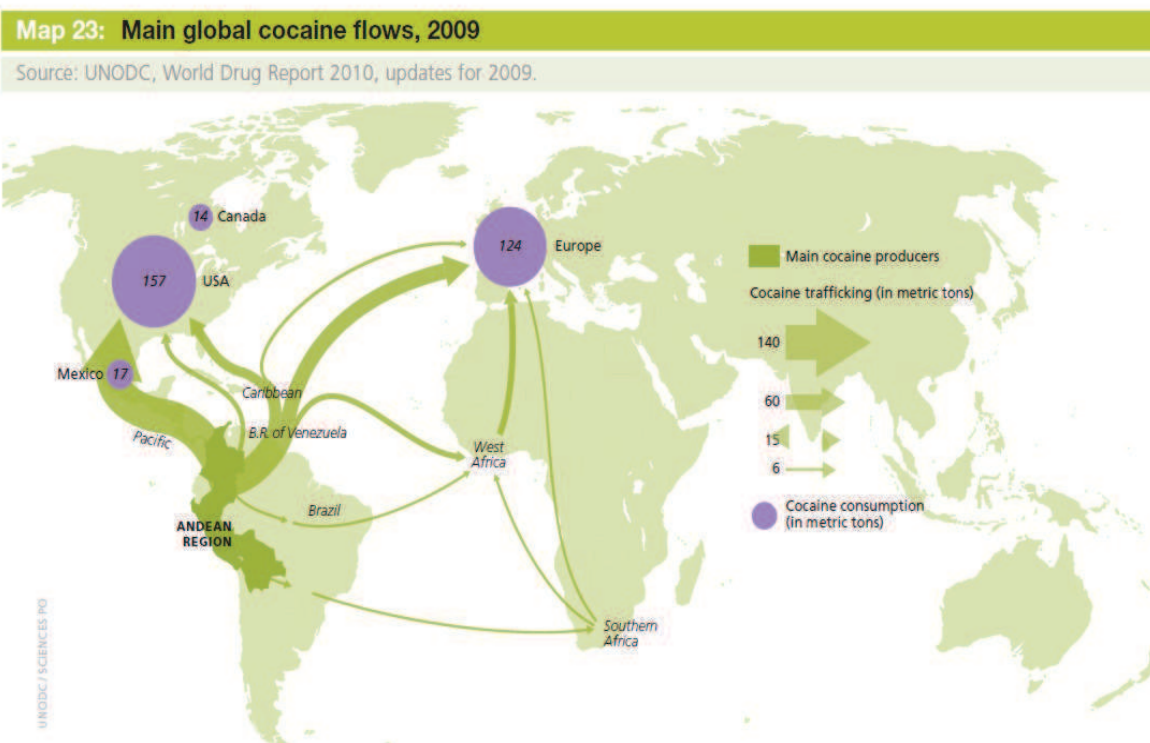 Map 23: Main global cocaine flows, 2009
Source: UNODC, World Drug Report 2010, updates for 2009.
14 Canada
157 USA
124 Europe
Mexico 17
Caribbean
Pacific
B.R. of Venezuela
West
Africa
Brazil
ANDEAN
REGION
Southern
Africa
Main cocaine producers
Cocaine trafficking (in metric tons)
140
60
15
6
Cocaine consumption
(in metric tons)
UNODC / SCIENCES PO